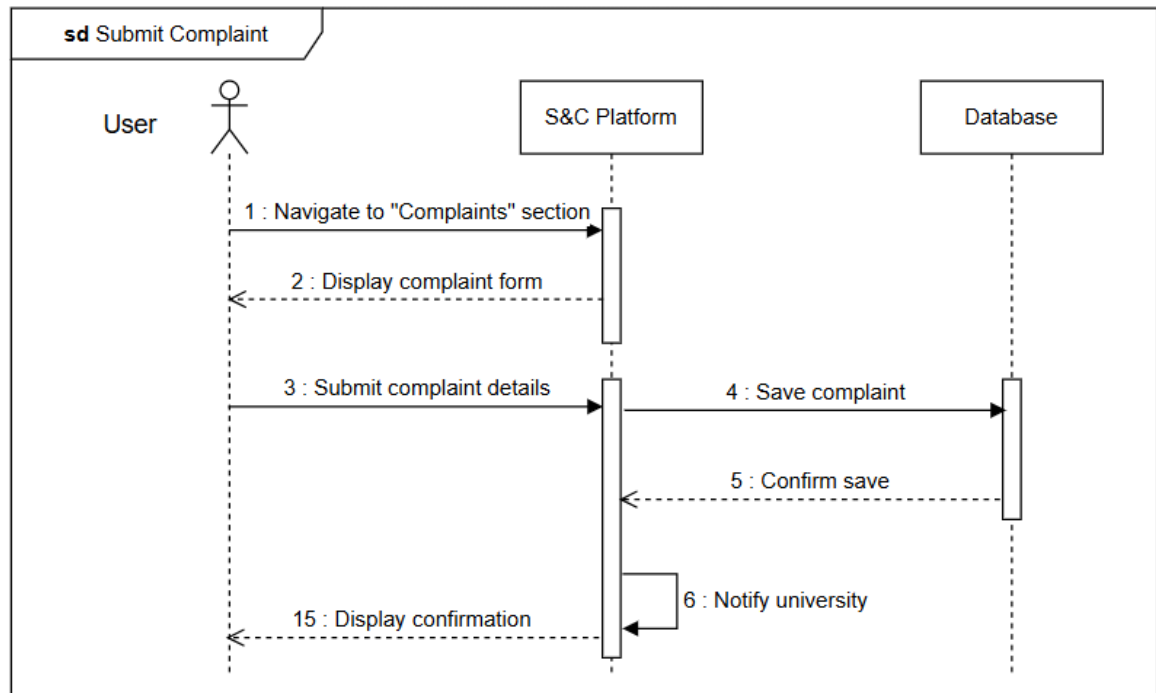 sd Submit Complaint
User
S&C Platform
Database
1 : Navigate to "Complaints" section
2 : Display complaint form
3 : Submit complaint details
4 : Save complaint
5 : Confirm save
6 : Notify university
15 : Display confirmation